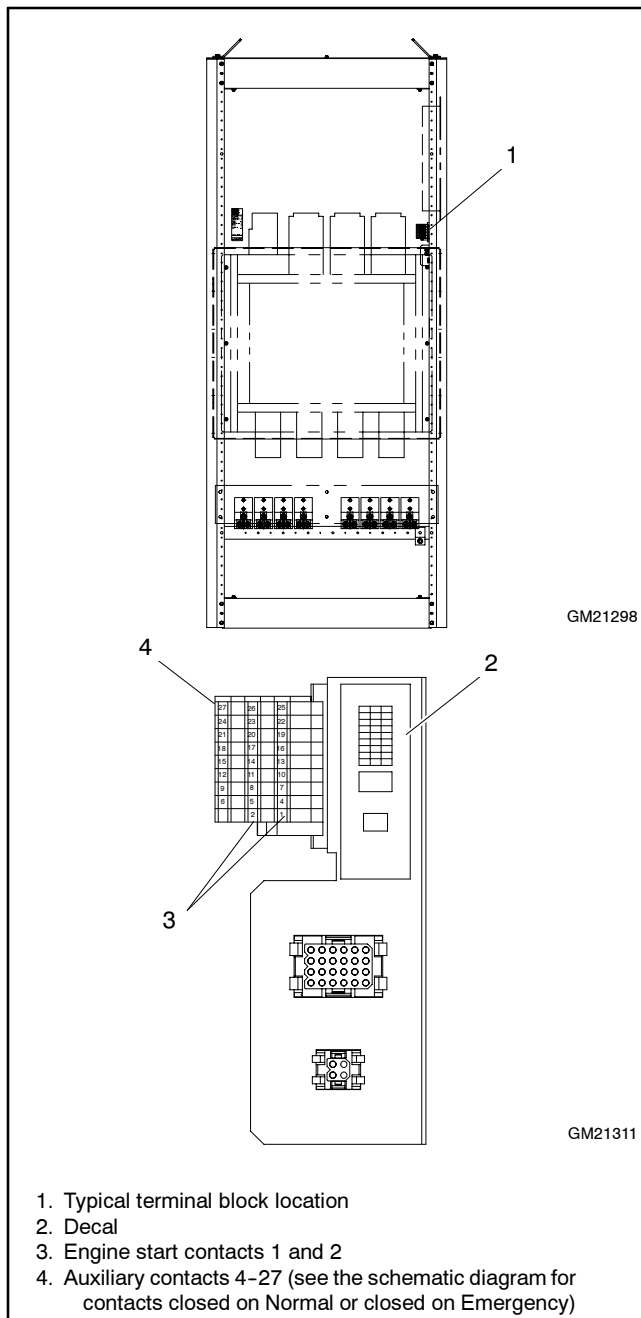 1
GM21298
4
2
27 26 25
24 23 22
21 20 19
18 17 16
15 14 13
12 11 10
9 8 7
6 5 4
2 1
3
GM21311
1. Typical terminal block location
2. Decal
3. Engine start contacts 1 and 2
4. Auxiliary contacts 4-27 (see the schematic diagram for
contacts closed on Normal or closed on Emergency)